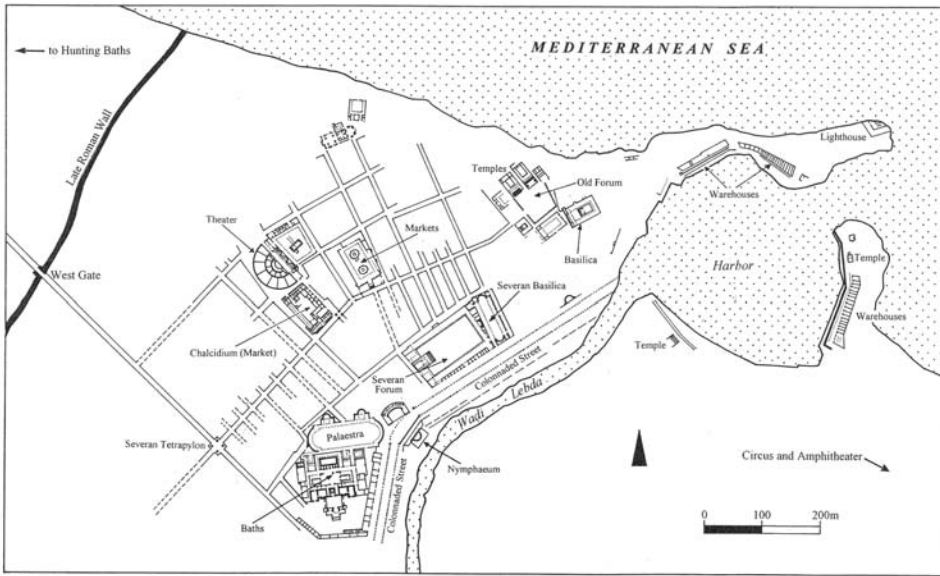 to Hunting Baths
MEDITERRANEAN SEA
Late Roman Wall
Lighthouse
Temples
Old Forum
Warehouses
Theater
Markets
Basilica
West Gate
Harbor
Temple
Severan Basilica
Warehouses
Chalcidium (Market)
Temple
Severan
Forum
Colonnaded Street
Wadi Lebda
Severan Tetrapylon
Palaestra
Nymphaeum
Circus and Amphitheater
Colonnaded Street
Baths
0 100 200m